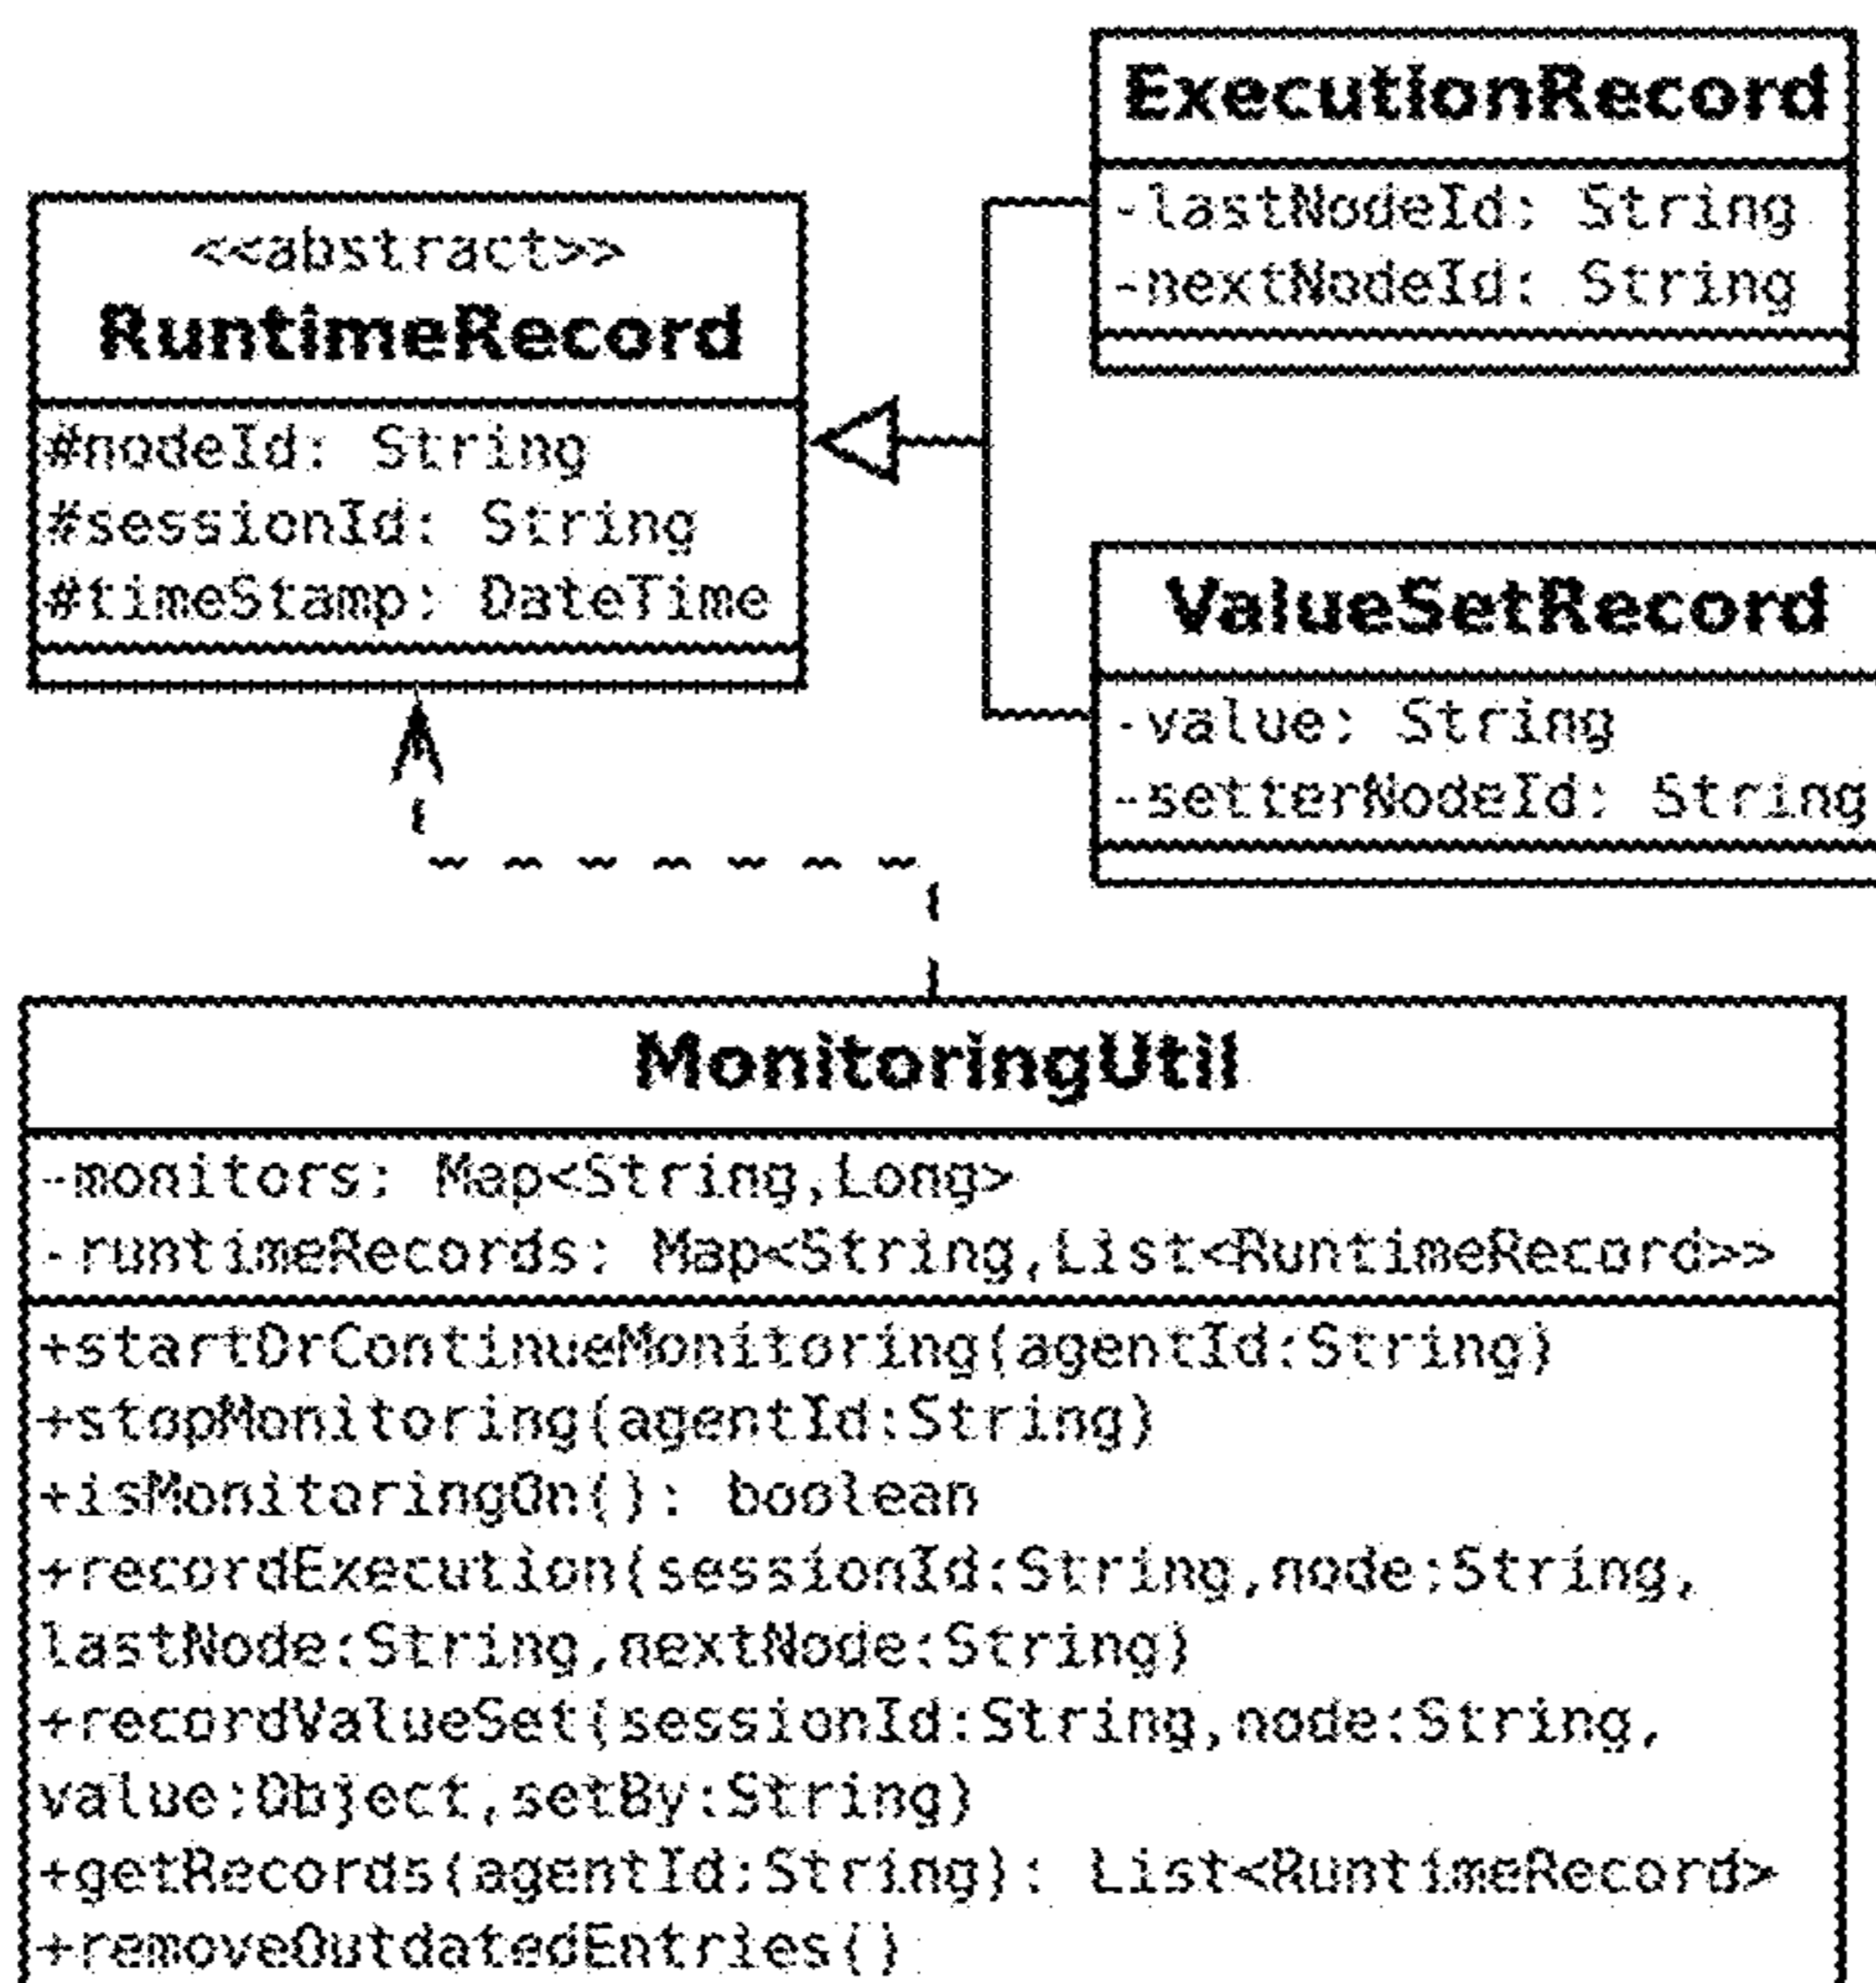 ExecutionRecord
-lastNodeId: String
-nextNodeId: String
<<abstract>>
RuntimeRecord
#nodeId: String
#sessionId: String
#timeStamp: DateTime
ValueSetRecord
-value: String
-setterNodeId: String
MonitoringUtil
-monitors: Map<String,Long>
-runtimeRecords: Map<String,List<RuntimeRecord>>
+startOrContinueMonitoring(agentId:String)
+stopMonitoring(agentId:String)
+isMonitoringOn(): boolean
+recordExecution(sessionId:String,node:String,
lastNode:String,nextNode:String)
+recordValueSet(sessionId:String,node:String,
value:Object,setBy:String)
+getRecords(agentId:String): List<RuntimeRecord>
+removeOutdatedEntries()